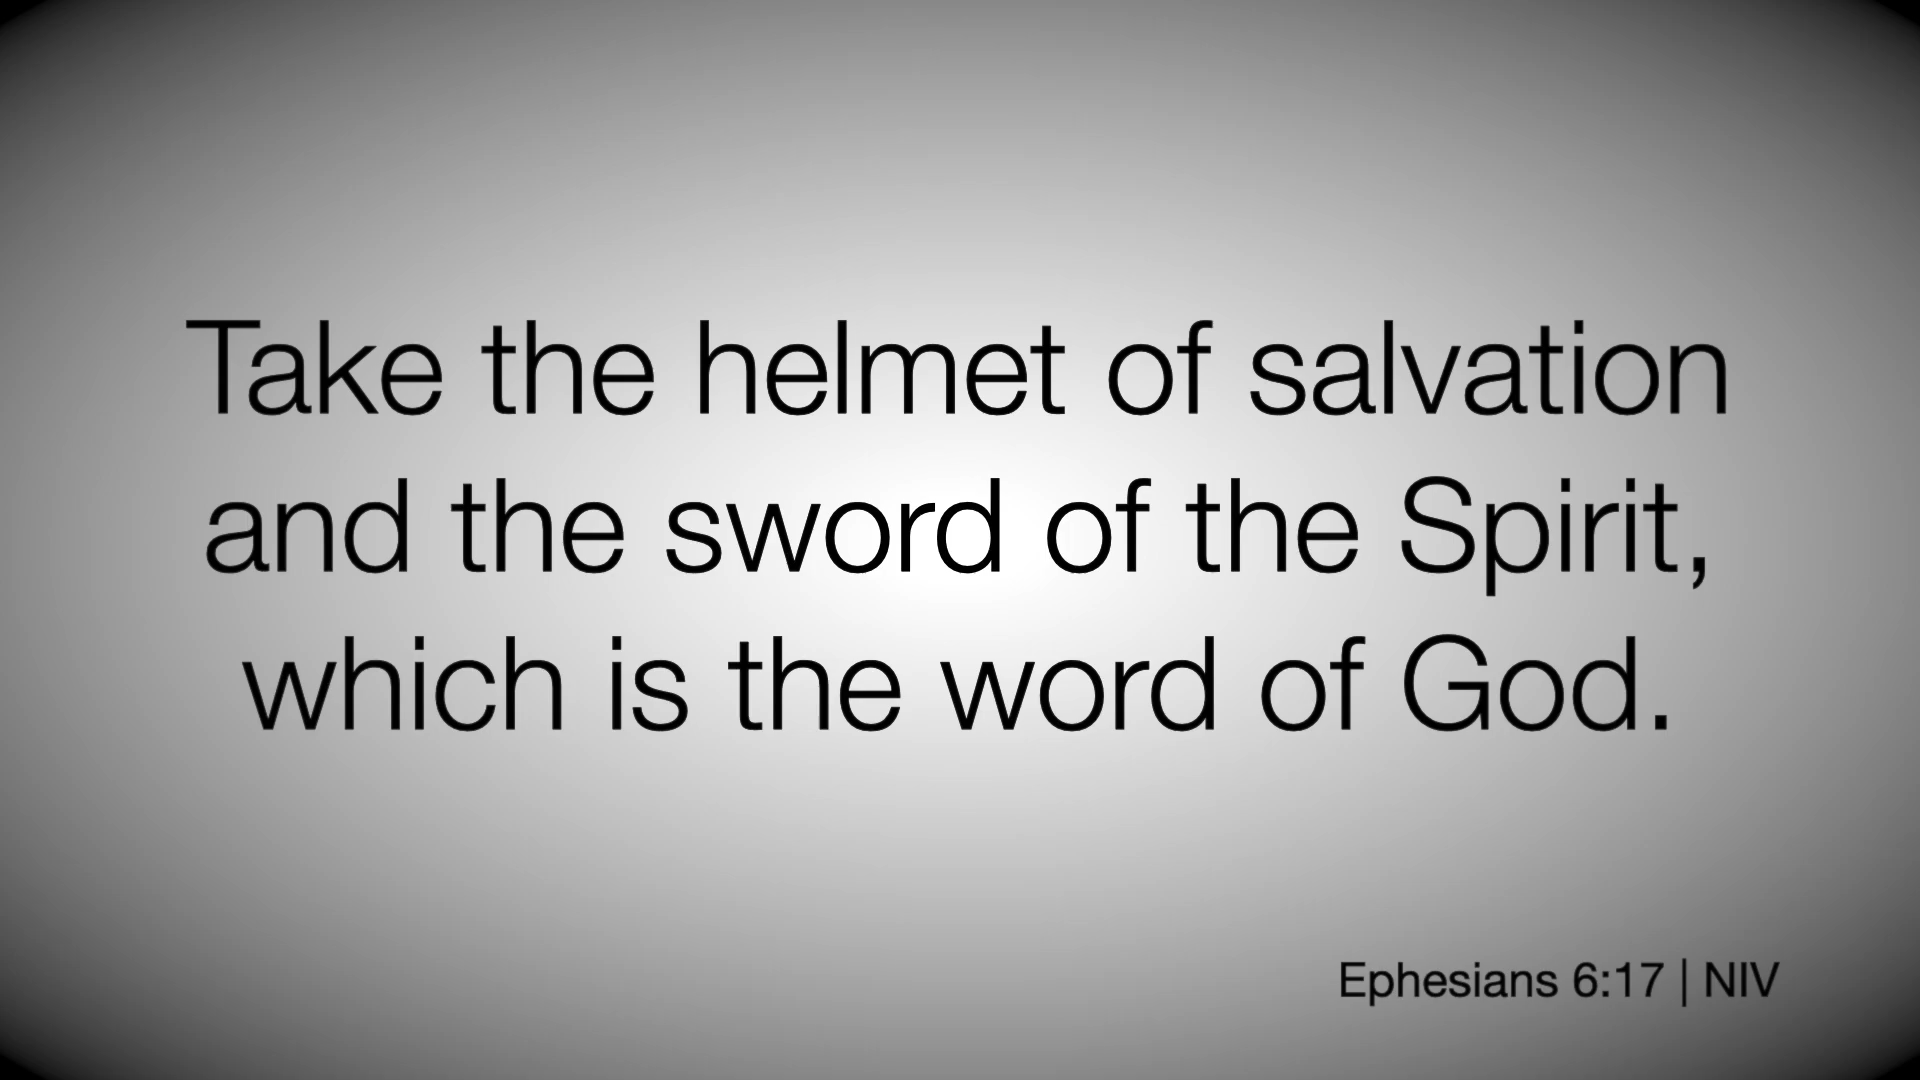 Take the helmet of salvation
and the sword of the Spirit,
which is the word of God.
Ephesians 6:17 | NIV